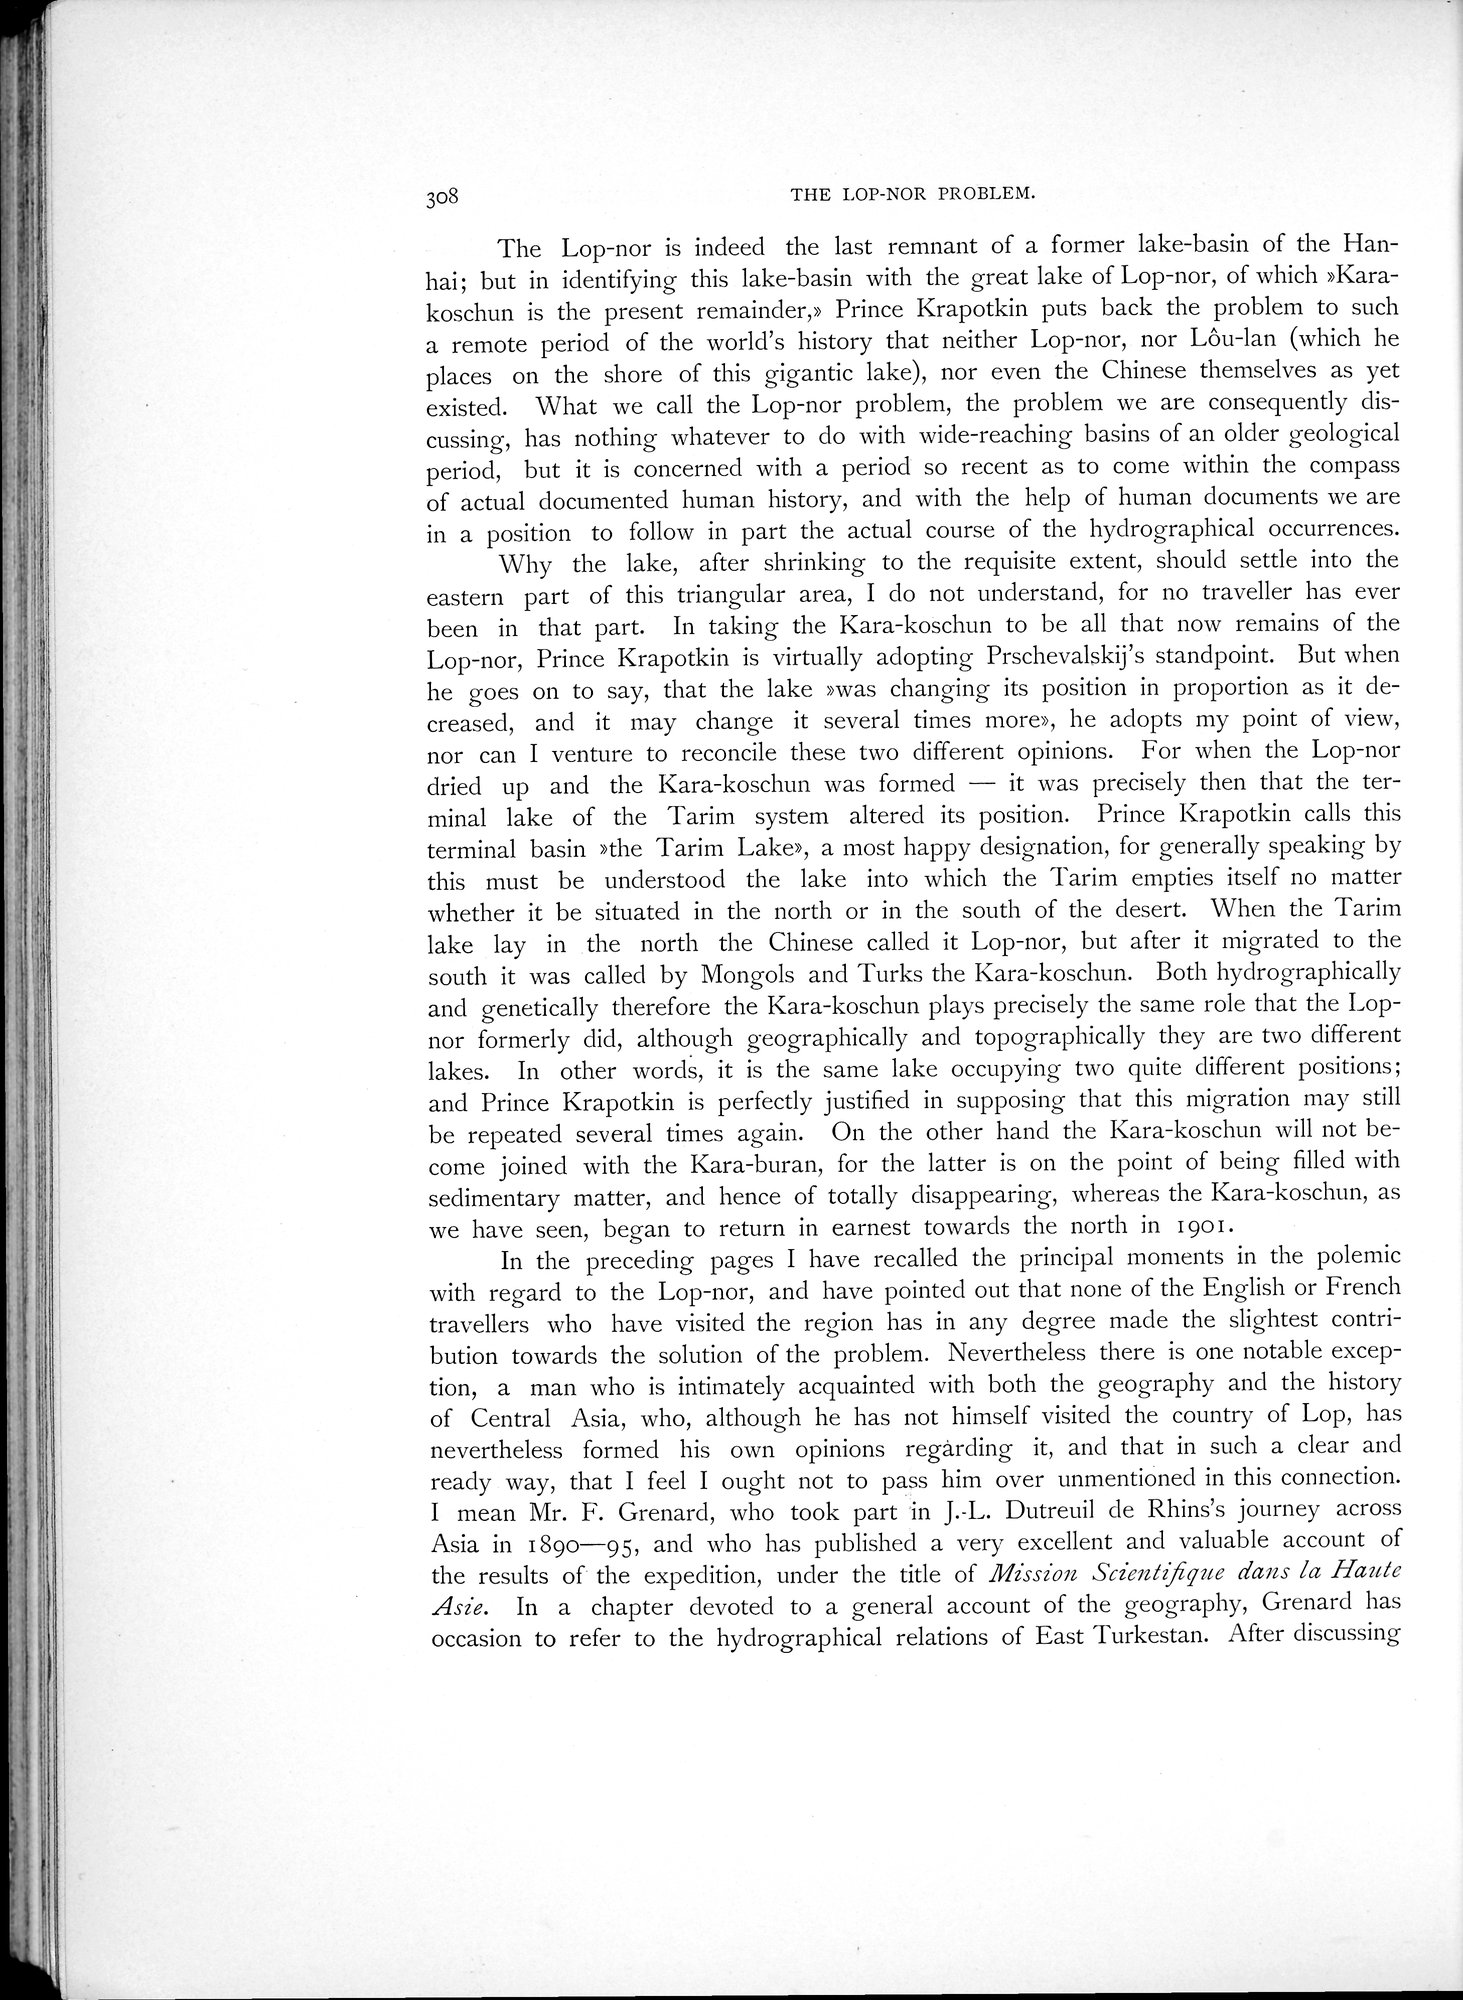 308
THE LOP-NOR PROBLEM.
The Lop-nor is indeed the last remnant of a former lake-basin of the Han-
hai; but in identifying this lake-basin with the great lake of Lop-nor, of which »Kara-
koschun is the present remainder,» Prince Krapotkin puts back the problem to such
a remote period of the world's history that neither Lop-nor, nor Lôu-lan (which he
places on the shore of this gigantic lake), nor even the Chinese themselves as yet
existed. What we call the Lop-nor problem, the problem we are consequently dis-
cussing, has nothing whatever to do with wide-reaching basins of an older geological
period, but it is concerned with a period so recent as to come within the compass
of actual documented human history, and with the help of human documents we are
in a position to follow in part the actual course of the hydrographical occurrences.
Why the lake, after shrinking to the requisite extent, should settle into the
eastern part of this triangular area, I do not understand, for no traveller has ever
been in that part. In taking the Kara-koschun to be all that now remains of the
Lop-nor, Prince Krapotkin is virtually adopting Prschevalskij's standpoint. But when
he goes on to say, that the lake »was changing its position in proportion as it de-
creased, and it may change it several times more», he adopts my point of view,
nor can I venture to reconcile these two different opinions. For when the Lop-nor
dried up and the Kara-koschun was formed — it was precisely then that the ter-
minal lake of the Tarim system altered its position. Prince Krapotkin calls this
terminal basin »the Tarim Lake», a most happy designation, for generally speaking by
this must be understood the lake into which the Tarim empties itself no matter
whether it be situated in the north or in the south of the desert. When the Tarim
lake lay in the north the Chinese called it Lop-nor, but after it migrated to the
south it was called by Mongols and Turks the Kara-koschun. Both hydrographically
and genetically therefore the Kara-koschun plays precisely the same role that the Lop-
nor formerly did, although geographically and topographically they are two different
lakes. In other words, it is the same lake occupying two quite different positions;
and Prince Krapotkin is perfectly justified in supposing that this migration may still
be repeated several times again. On the other hand the Kara-koschun will not be-
come joined with the Kara-buran, for the latter is on the point of being filled with
sedimentary matter, and hence of totally disappearing, whereas the Kara-koschun, as
we have seen, began to return in earnest towards the north in 1901.
In the preceding pages I have recalled the principal moments in the polemic
with regard to the Lop-nor, and have pointed out that none of the English or French
travellers who have visited the region has in any degree made the slightest contri-
bution towards the solution of the problem. Nevertheless there is one notable excep-
tion, a man who is intimately acquainted with both the geography and the history
of Central Asia, who, although he has not himself visited the country of Lop, has
nevertheless formed his own opinions regarding it, and that in such a clear and
ready way, that I feel I ought not to pass him over unmentioned in this connection.
I mean Mr. F. Grenard, who took part in J.-L. Dutreuil de Rhins's journey across
Asia in 1890—95, and who has published a very excellent and valuable account of
the results of the expedition, under the title of Mission Scientifique dans la Haute
Asie. In a chapter devoted to a general account of the geography, Grenard has
occasion to refer to the hydrographical relations of East Turkestan. After discussing